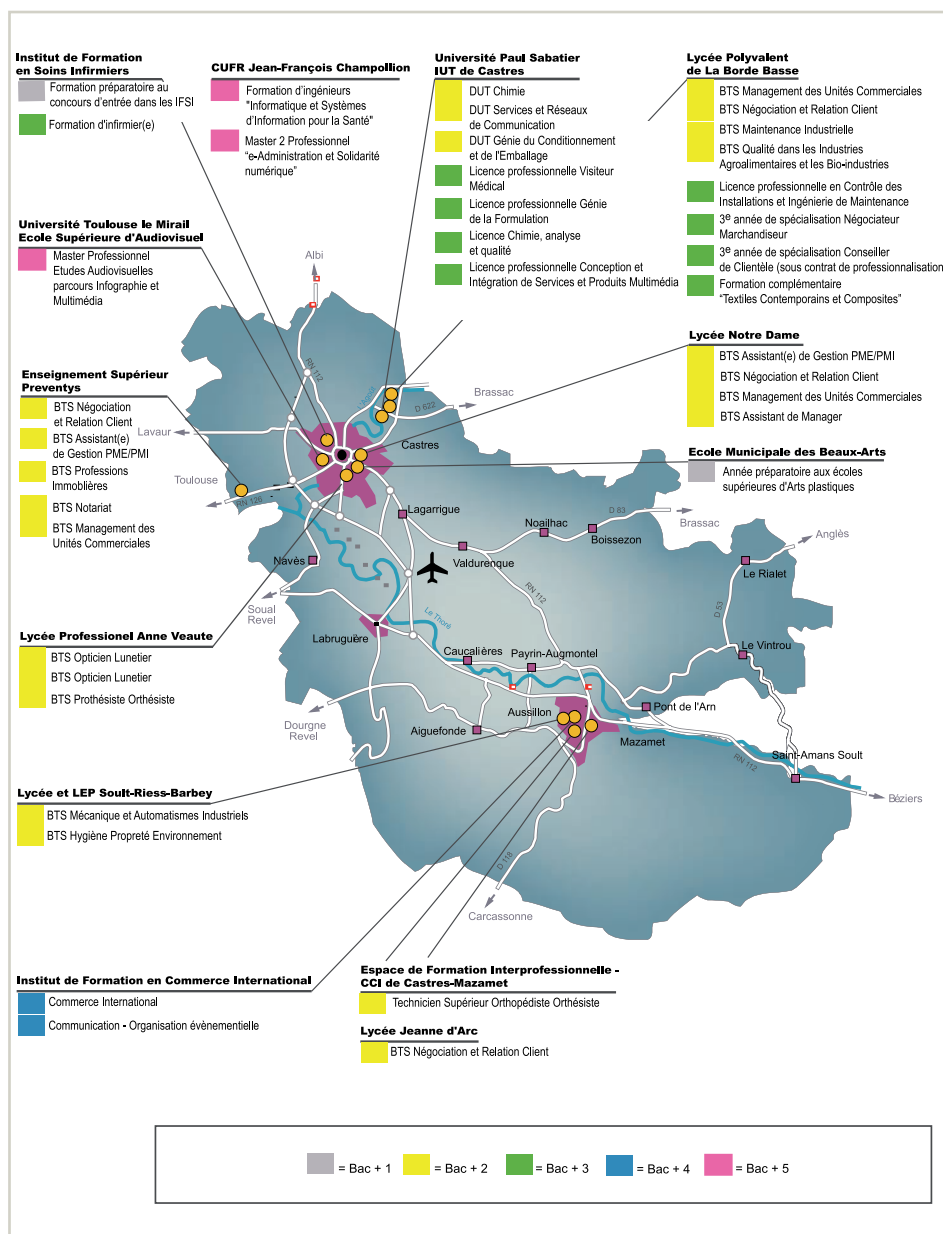 Institut de Formation
en Soins Infirmiers
Formation préparatoire au
concours d'entrée dans les IFSI
Formation d'infirmier(e)
CUFR Jean-François Champollion
Formation d'ingénieurs
"Informatique et Systèmes
d'Information pour la Santé"
Master 2 Professionnel
"e-Administration et Solidarité
numérique"
Université Paul Sabatier
IUT de Castres
DUT Chimie
DUT Services et Réseaux
de Communication
DUT Génie du Conditionnement
et de l'Emballage
Licence professionnelle Visiteur
Médical
Licence professionnelle Génie
de la Formulation
Licence Chimie, analyse
et qualité
Licence professionnelle Conception et
Intégration de Services et Produits Multimédia
Lycée Polyvalent
de La Borde Basse
BTS Management des Unités Commerciales
BTS Négociation et Relation Client
BTS Maintenance Industrielle
BTS Qualité dans les Industries
Agroalimentaires et les Bio-industries
Licence professionnelle en Contrôle des
Installations et Ingénierie de Maintenance
3e année de spécialisation Négociateur
Marchandiseur
3e année de spécialisation Conseiller
de Clientèle (sous contrat de professionnalisation
Formation complémentaire
"Textiles Contemporains et Composites"
Université Toulouse le Mirail
Ecole Supérieure d'Audiovisuel
Master Professionnel
Etudes Audiovisuelles
parcours Infographie et
Multimédia
Lycée Notre Dame
BTS Assistant(e) de Gestion PME/PMI
BTS Négociation et Relation Client
BTS Management des Unités Commerciales
BTS Assistant de Manager
Enseignement Supérieur
Preventys
BTS Négociation
et Relation Client
BTS Assistant(e)
de Gestion PME/PMI
BTS Professions
Immoblières
BTS Notariat
BTS Management des
Unités Commerciales
Ecole Municipale des Beaux-Arts
Année préparatoire aux écoles
supérieures d'Arts plastiques
Albi
RN 112
L'Agout
Brassac
D 622
Lavaur
Castres
Toulouse
RN 126
Lagarrigue
Noailhac
D 83
Brassac
Boissezon
Anglès
Navès
Valdurenque
Le Rialet
RN 112
D 53
Soual
Revel
Le Thoré
Labruguière
Caucalières
Payrin-Augmontel
Le Vintrou
Dourgne
Revel
Aiguefonde
Aussillon
Pont de l'Arn
Mazamet
Saint-Amans Soult
RN 112
Béziers
D 118
Carcassonne
Lycée Professionel Anne Veaute
BTS Opticien Lunetier
BTS Opticien Lunetier
BTS Prothésiste Orthésiste
Lycée et LEP Soult-Riess-Barbey
BTS Mécanique et Automatismes Industriels
BTS Hygiène Propreté Environnement
Institut de Formation en Commerce International
Commerce International
Communication - Organisation évènementielle
Espace de Formation Interprofessionnelle -
CCI de Castres-Mazamet
Technicien Supérieur Orthopédiste Orthésiste
Lycée Jeanne d'Arc
BTS Négociation et Relation Client
= Bac + 1
= Bac + 2
= Bac + 3
= Bac + 4
= Bac + 5